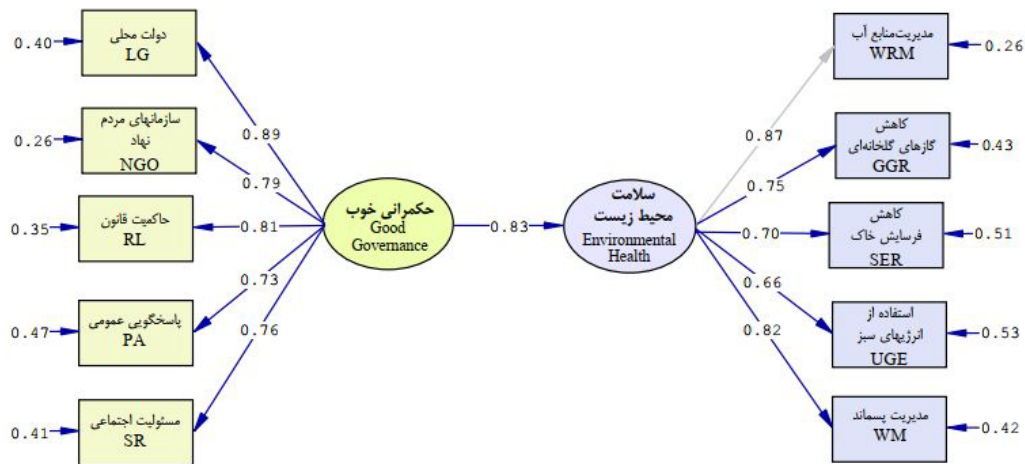 0.40
دوات محلی
LG
0.26
سازمانهای مردم
نهاد
NGO
0.35
حاکمیت قانون
RL
0.47
پاسخگویی عمومی
PA
0.41
مسئولیت اجتماعی
SR
0.89
0.79
0.81
0.73
0.76
حکمرانی خوب
Good
Governance
0.83
سلامت
محیط زیست
Environmental
Health
0.87
0.75
0.70
0.66
0.82
مدیریت‌منابع آب
WRM
0.26
کاهش
گازهای گلخانه‌ای
GGR
0.43
کاهش
فرسایش خاک
SER
0.51
استفاده از
انرژیهای سبز
UGE
0.53
مدیریت پسماند
WM
0.42